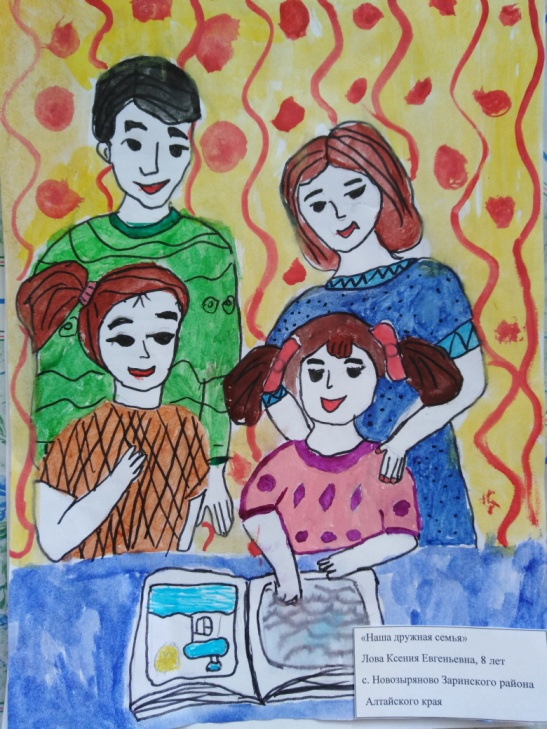 «Наша дружная семья»
Лова Ксения Евгеньевна, 8 лет
с. Новозыряново Заринского района
Алтайского края